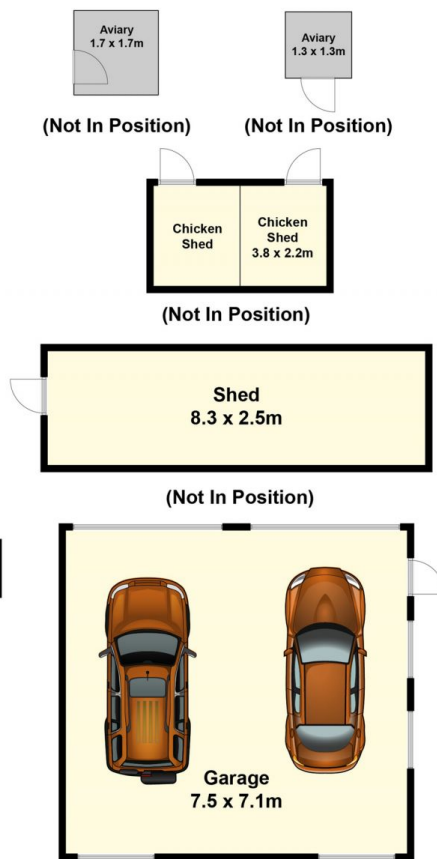 Aviary
1.7 x 1.7m
Aviary
1.3 x 1.3m
(Not In Position)
(Not In Position)
Chicken
Shed
Chicken
Shed
3.8 x 2.2m
(Not In Position)
Shed
8.3 x 2.5m
(Not In Position)
Garage
7.5 x 7.1m